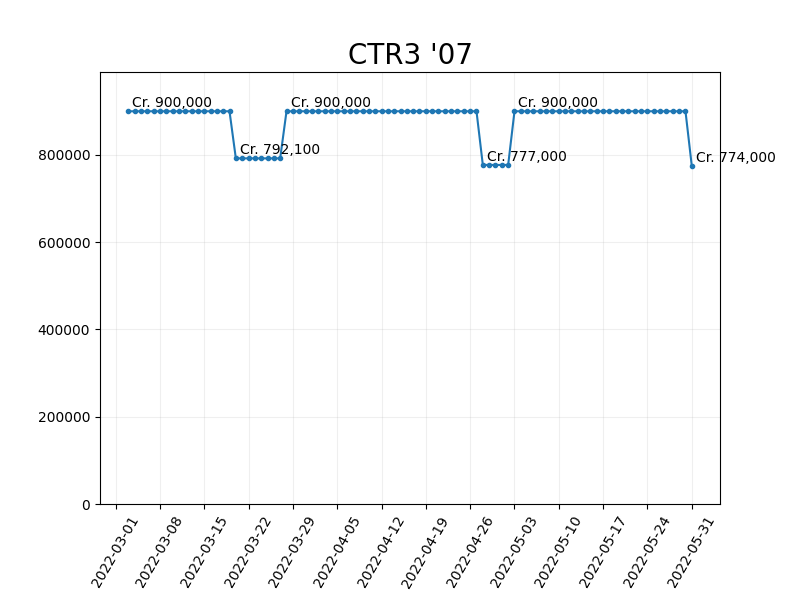 CTR3 '07
Cr. 900,000
Cr. 900,000
Cr. 900,000
Cr. 792,100
Cr. 777,000
Cr. 774,000
800000
600000
400000
200000
0
2022-03-01
2022-03-08
2022-03-15
2022-03-22
2022-03-29
2022-04-05
2022-04-12
2022-04-19
2022-04-26
2022-05-03
2022-05-10
2022-05-17
2022-05-24
2022-05-31